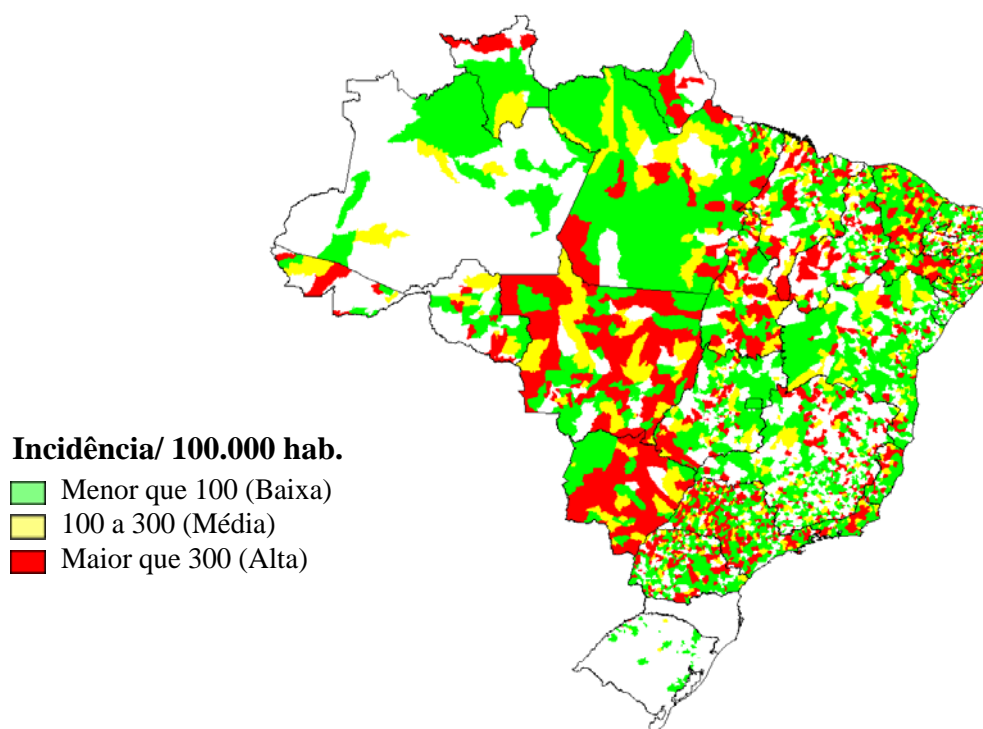 Incidência/ 100.000 hab.
Menor que 100 (Baixa)
100 a 300 (Média)
Maior que 300 (Alta)